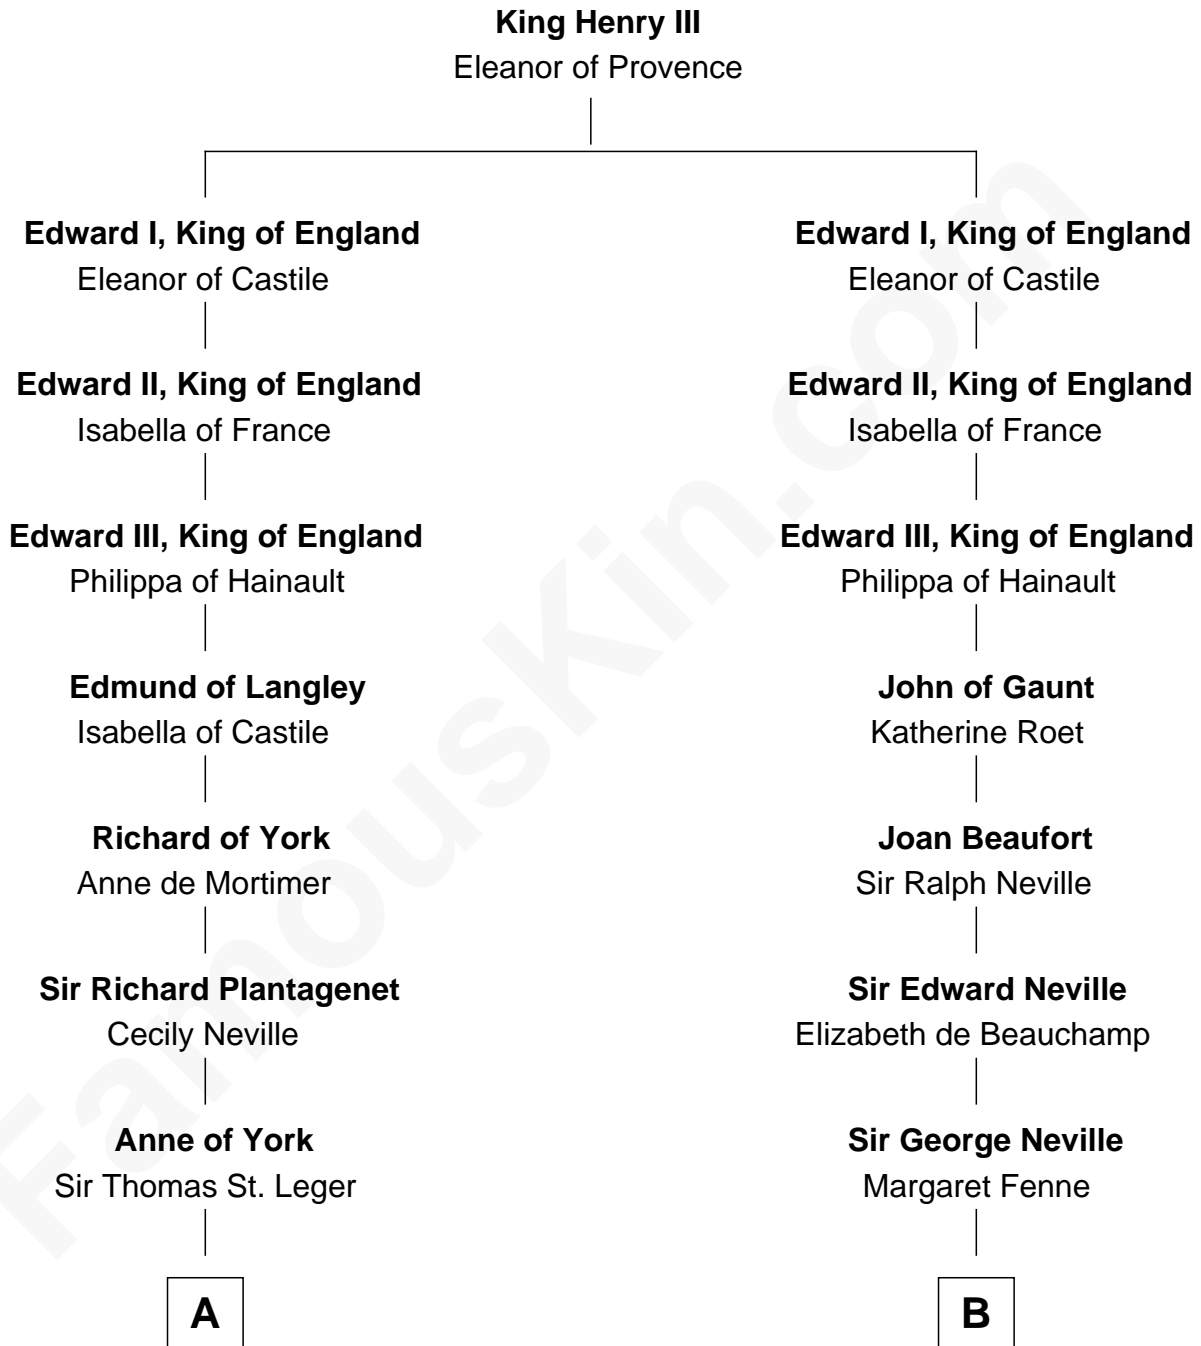 King Henry III
Eleanor of Provence
Edward I, King of England
Eleanor of Castile
Edward I, King of England
Eleanor of Castile
Edward II, King of England
Isabella of France
Edward II, King of England
Isabella of France
Edward III, King of England
Philippa of Hainault
Edward III, King of England
Philippa of Hainault
Edmund of Langley
Isabella of Castile
John of Gaunt
Katherine Roet
Richard of York
Anne de Mortimer
Joan Beaufort
Sir Ralph Neville
Sir Richard Plantagenet
Cecily Neville
Sir Edward Neville
Elizabeth de Beauchamp
Anne of York
Sir Thomas St. Leger
Sir George Neville
Margaret Fenne
A
B
FamousKin.com